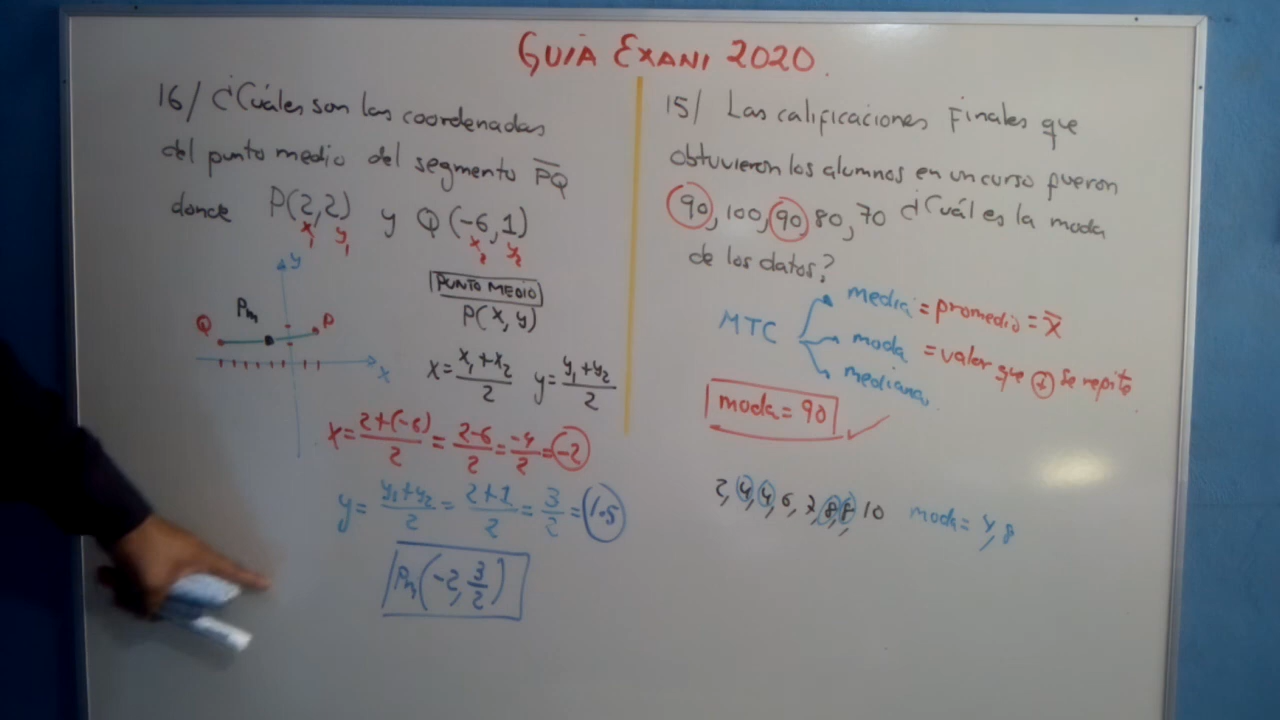 GUIA EXANI 2020.
16/ ¿Cuáles son las coordenadas
del punto medio del segmento PQ
donde P(2,2) y Q(-6,1)
x₁ y₁ x₂ y₂
y
Pm
Q P
x
PUNTO MEDIO
P(x, y)
x = (x₁+x₂)/2 y = (y₁+y₂)/2
x = (2+(-6))/2 = (2-6)/2 = -4/2 = -2
y = (y₁+y₂)/2 = (2+1)/2 = 3/2 = 1.5
Pm(-2, 3/2)
15/ Las calificaciones Finales que
obtuvieron los alumnos en un curso fueron
90, 100, 90, 80, 70 ¿Cuál es la moda
de los datos?
media = promedio = x̄
MTC moda = valor que + se repite
mediana
moda = 90 ✓
2, 4, 4, 6, 7, 8, 8, 10 moda = 4, 8